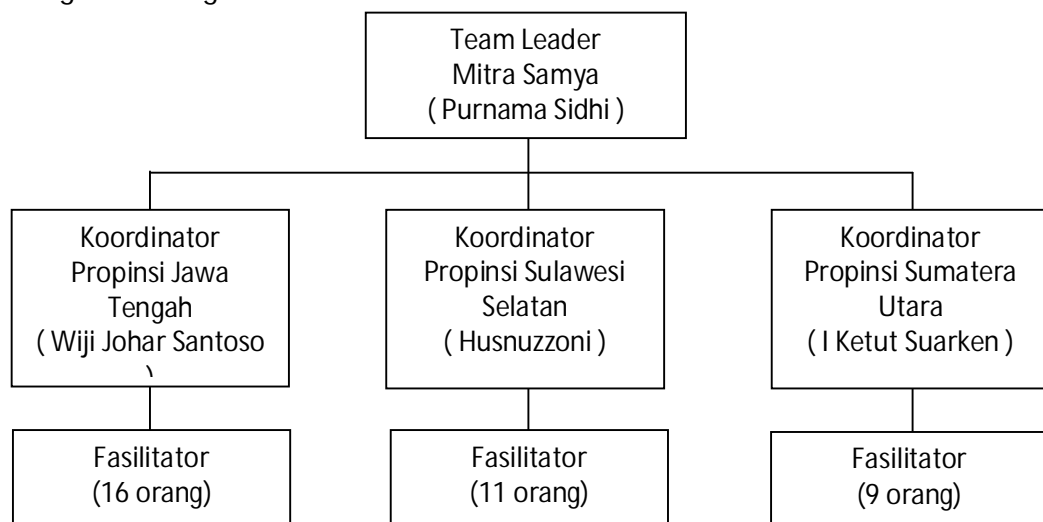 Team Leader
Mitra Samya
( Purnama Sidhi )
Koordinator
Propinsi Jawa
Tengah
( Wiji Johar Santoso
)
Koordinator
Propinsi Sulawesi
Selatan
( Husnuzzoni )
Koordinator
Propinsi Sumatera
Utara
( I Ketut Suarken )
Fasilitator
(16 orang)
Fasilitator
(11 orang)
Fasilitator
(9 orang)